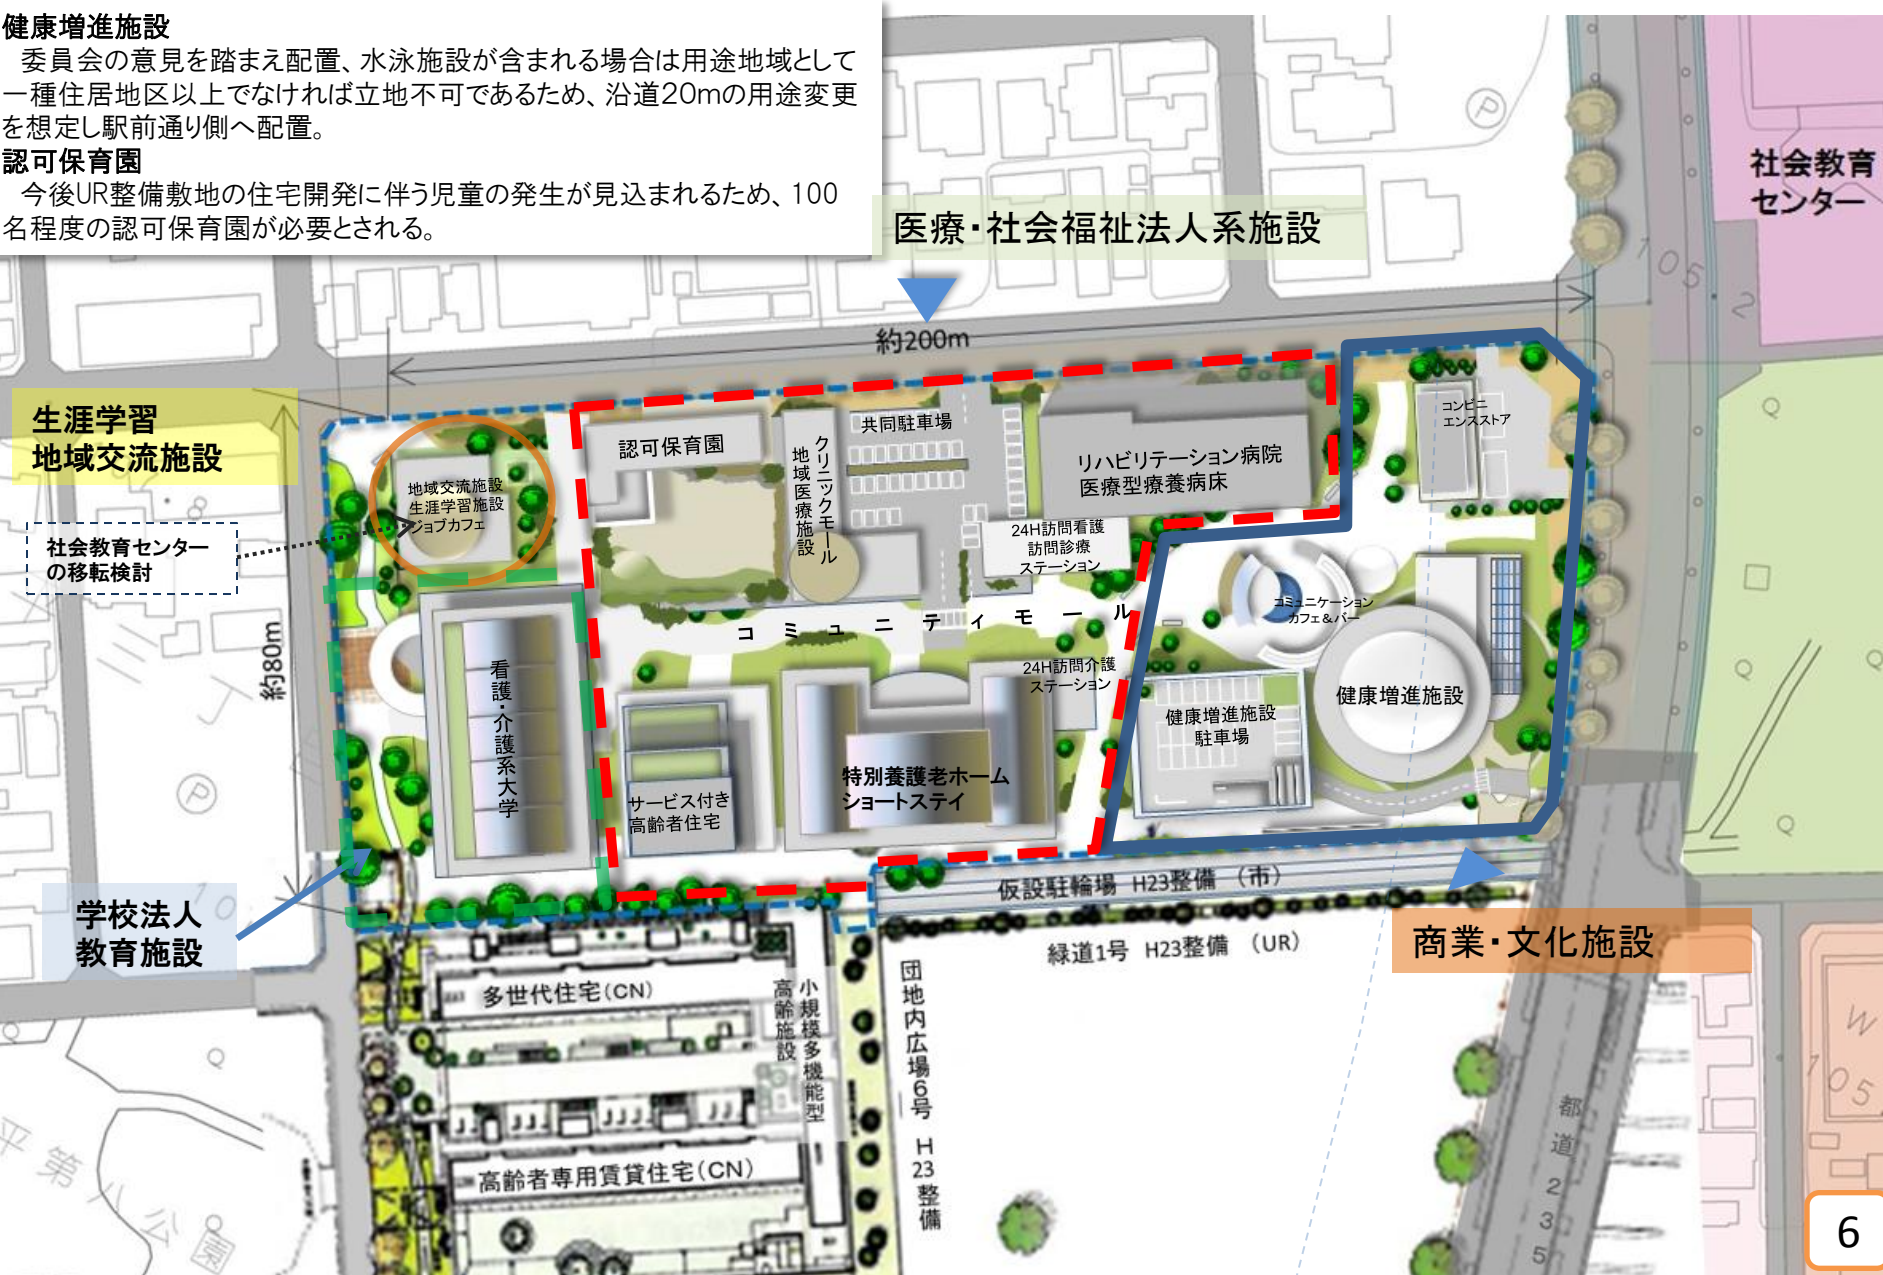 健康増進施設
委員会の意見を踏まえ配置、水泳施設が含まれる場合は用途地域として
一種住居地区以上でなければ立地不可であるため、沿道20mの用途変更
を想定し駅前通り側へ配置。
認可保育園
今後UR整備敷地の住宅開発に伴う児童の発生が見込まれるため、100
名程度の認可保育園が必要とされる。
医療・社会福祉法人系施設
社会教育
センター
約200m
生涯学習
地域交流施設
社会教育センター
の移転検討
約80m
学校法人
教育施設
地域交流施設
生涯学習施設
ジョブカフェ
認可保育園
クリニックモール
地域医療施設
共同駐車場
リハビリテーション病院
医療型療養病床
24H訪問看護
訪問診療
ステーション
コンビニ
エンスストア
コミュニティモール
コミュニケーション
カフェ&バー
24H訪問介護
ステーション
看護・介護系大学
サービス付き
高齢者住宅
特別養護老ホーム
ショートステイ
健康増進施設
駐車場
健康増進施設
仮設駐輪場 H23整備 (市)
緑道1号 H23整備 (UR)
商業・文化施設
多世代住宅(CN)
小規模多機能型
高齢施設
高齢者専用賃貸住宅(CN)
団地内広場6号 H23整備
都道235
平第八公園
P
P
105
2
105
W
6